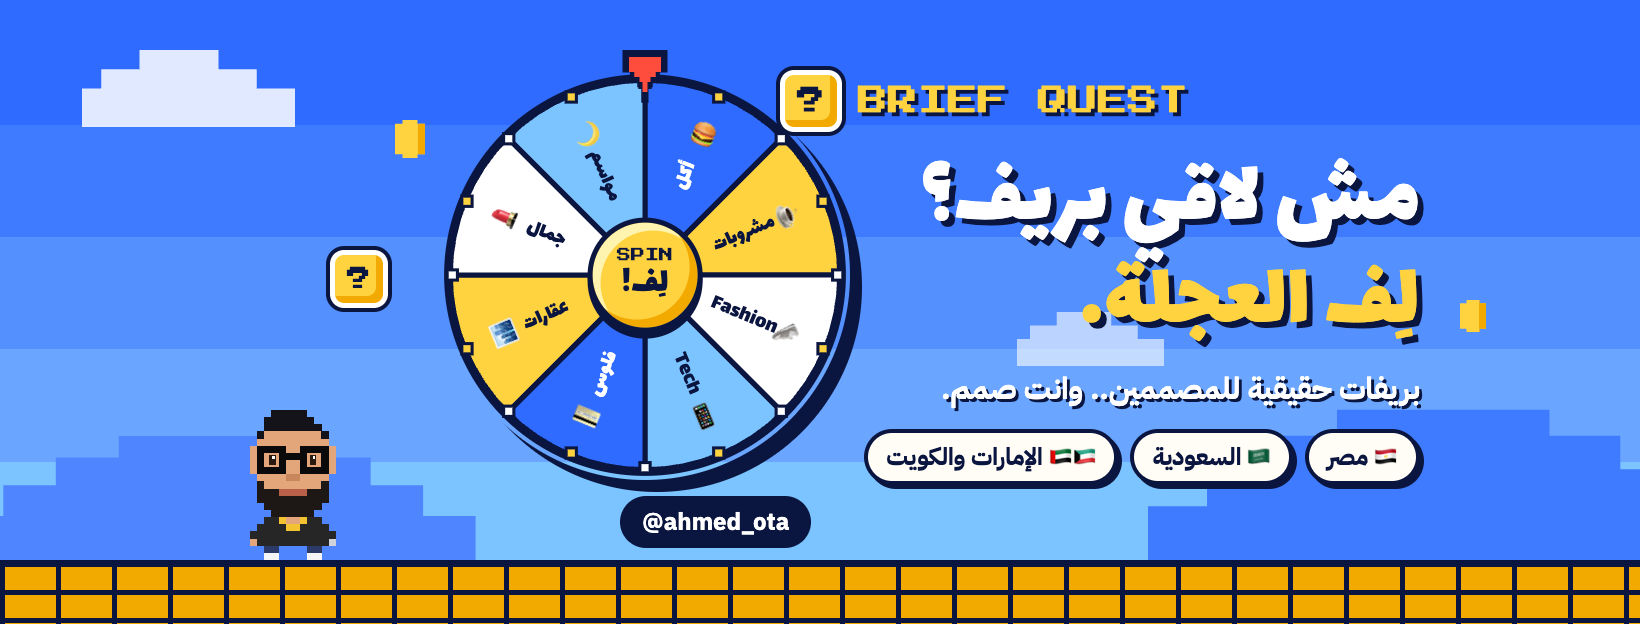 BRIEF QUEST
مش لاقي بريف؟
لِف العجلة.
بريفات حقيقية للمصممين.. وانت صمم.
مصر
السعودية
الإمارات والكويت
أكل
مشروبات
Fashion
Tech
فلوس
عقارات
جمال
مواسم
SPIN
لِف!
@ahmed_ota
?
?